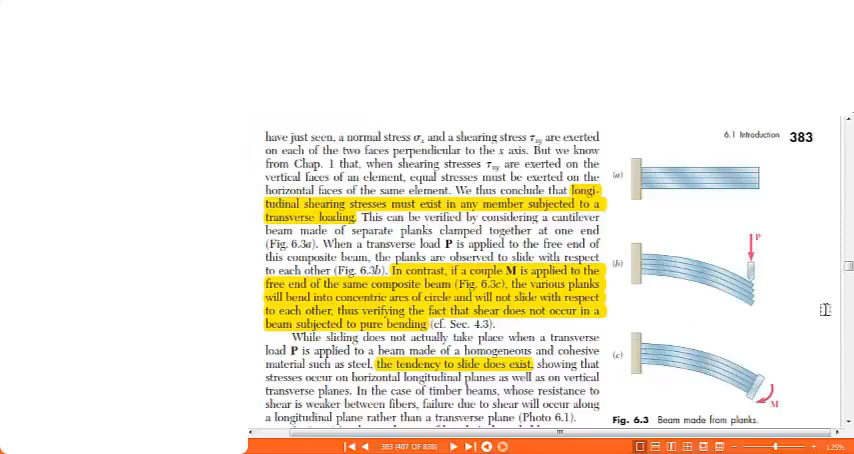 6.1 Introduction 383
have just seen, a normal stress σx and a shearing stress τxy are exerted
on each of the two faces perpendicular to the x axis. But we know
from Chap. 1 that, when shearing stresses τxy are exerted on the
vertical faces of an element, equal stresses must be exerted on the
horizontal faces of the same element. We thus conclude that longi-
tudinal shearing stresses must exist in any member subjected to a
transverse loading. This can be verified by considering a cantilever
beam made of separate planks clamped together at one end
(Fig. 6.3a). When a transverse load P is applied to the free end of
this composite beam, the planks are observed to slide with respect
to each other (Fig. 6.3b). In contrast, if a couple M is applied to the
free end of the same composite beam (Fig. 6.3c), the various planks
will bend into concentric arcs of circle and will not slide with respect
to each other, thus verifying the fact that shear does not occur in a
beam subjected to pure bending (cf. Sec. 4.3).
While sliding does not actually take place when a transverse
load P is applied to a beam made of a homogeneous and cohesive
material such as steel, the tendency to slide does exist, showing that
stresses occur on horizontal longitudinal planes as well as on vertical
transverse planes. In the case of timber beams, whose resistance to
shear is weaker between fibers, failure due to shear will occur along
a longitudinal plane rather than a transverse plane (Photo 6.1).
(a)
P
(b)
(c)
M
Fig. 6.3 Beam made from planks.
383 (407 OF 838)
125%